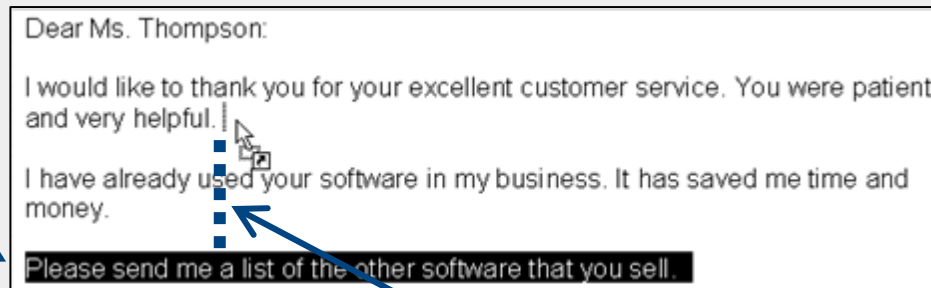 Dear Ms. Thompson:
I would like to thank you for your excellent customer service. You were patient
and very helpful.
I have already used your software in my business. It has saved me time and
money.
Please send me a list of the other software that you sell.